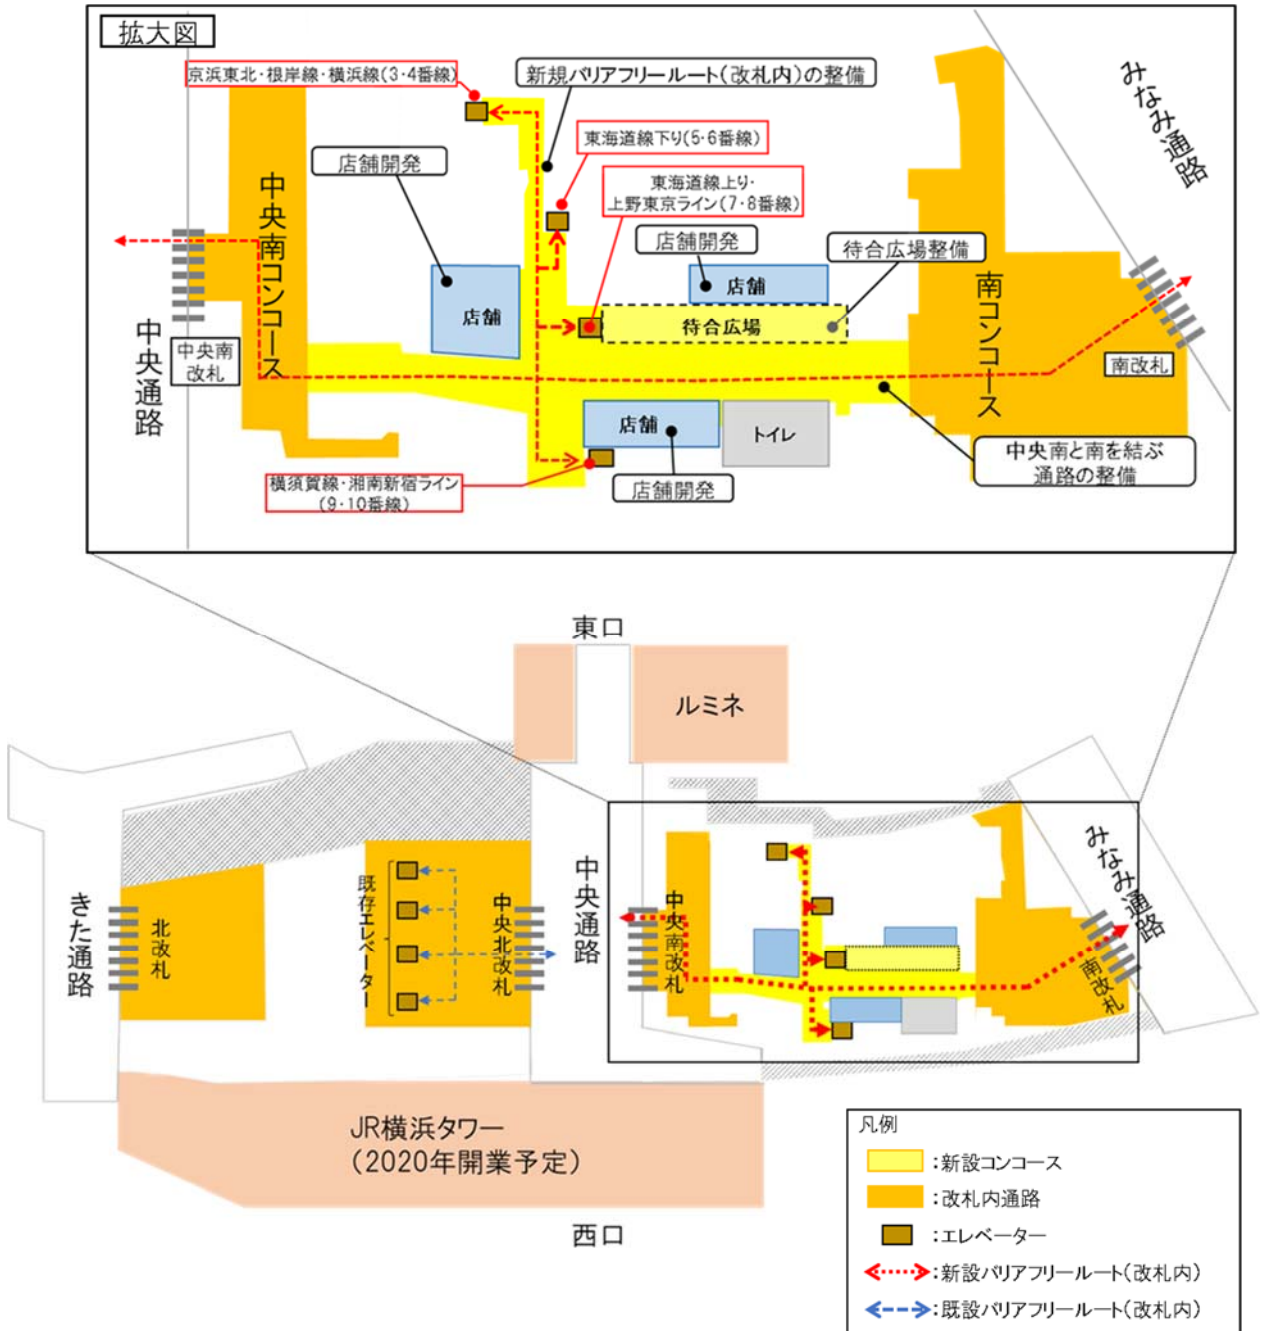 拡大図
京浜東北・根岸線・横浜線(3・4番線)
新規バリアフリールート(改札内)の整備
みなみ通路
東海道線下り(5・6番線)
店舗開発
東海道線上り・
上野東京ライン(7・8番線)
中央南コンコース
店舗開発
待合広場整備
店舗
店舗
南コンコース
待合広場
中央通路
中央南
改札
南改札
店舗
トイレ
中央南と南を結ぶ
通路の整備
横須賀線・湘南新宿ライン
(9・10番線)
店舗開発
東口
ルミネ
きた通路
北改札
既存エレベーター
中央北改札
中央通路
中央南改札
みなみ通路
南改札
JR横浜タワー
(2020年開業予定)
西口
凡例
:新設コンコース
:改札内通路
:エレベーター
:新設バリアフリールート(改札内)
:既設バリアフリールート(改札内)